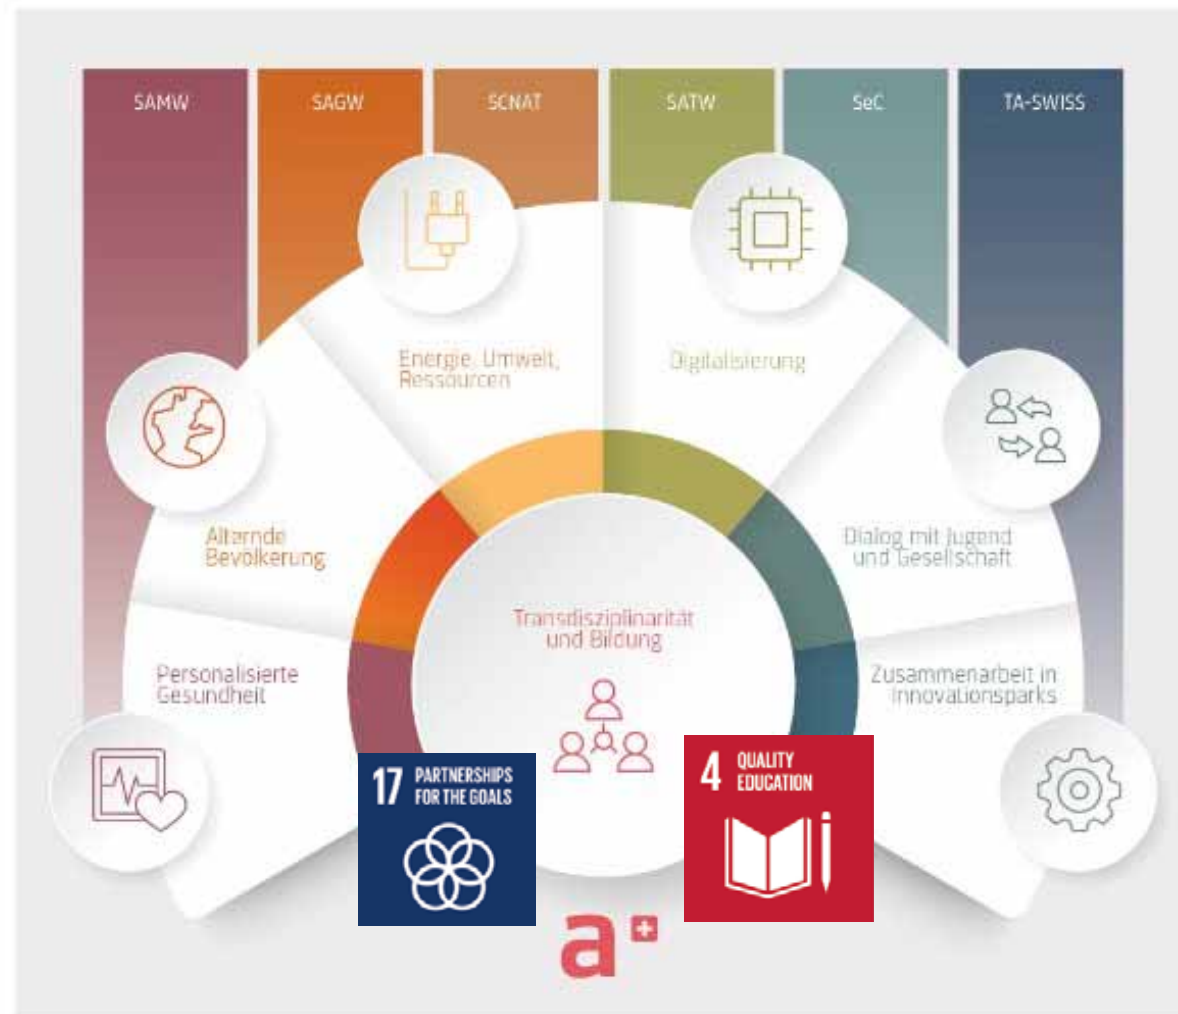 SAMW
SAGW
SCNAT
SATW
SeC
TA-SWISS
Energie, Umwelt,
Ressourcen
Digitalisierung
Alternde
Bevölkerung
Dialog mit Jugend
und Gesellschaft
Personalisierte
Gesundheit
Transdisziplinarität
und Bildung
Zusammenarbeit in
Innovationsparks
17 PARTNERSHIPS
FOR THE GOALS
4 QUALITY
EDUCATION
a+